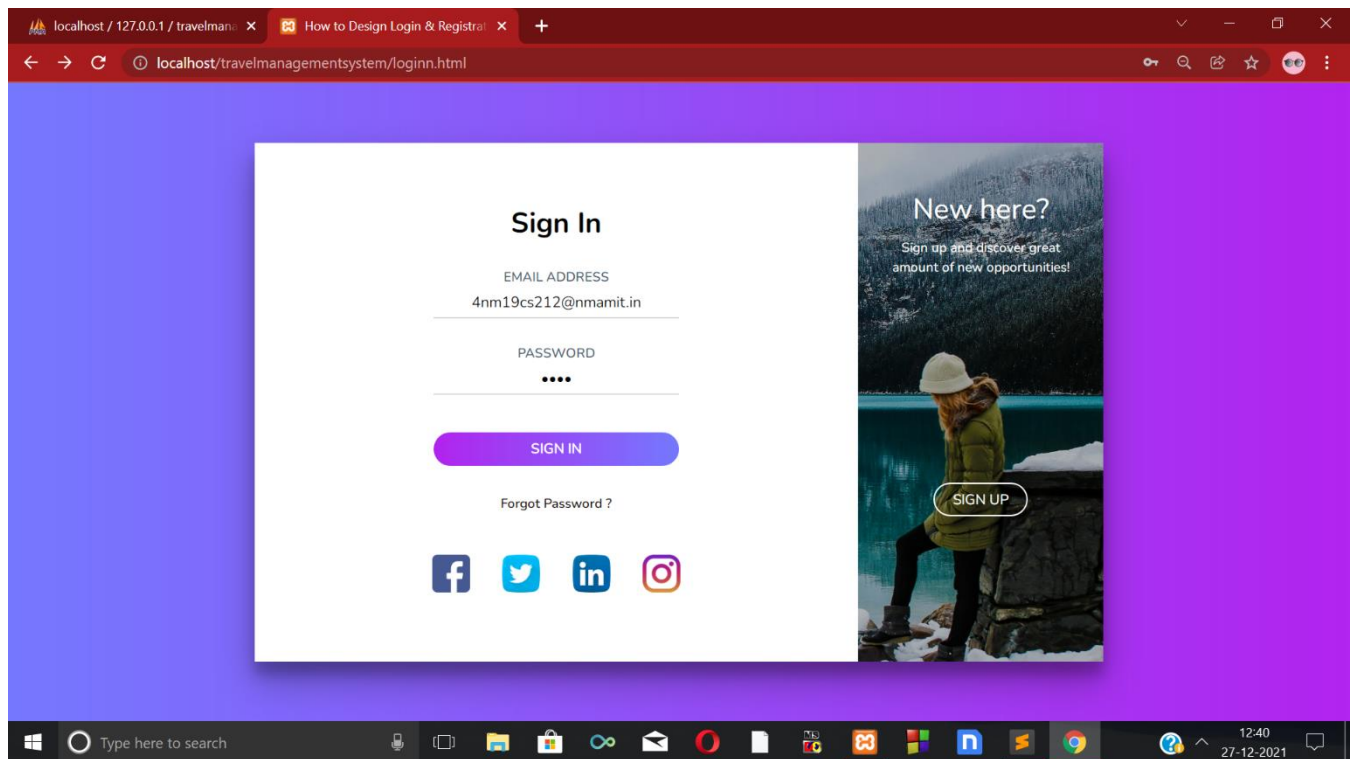 localhost / 127.0.0.1 / travelmana
How to Design Login & Registrat
localhost/travelmanagementsystem/loginn.html
Sign In
EMAIL ADDRESS
4nm19cs212@nmamit.in
PASSWORD
••••
SIGN IN
Forgot Password ?
New here?
Sign up and discover great
amount of new opportunities!
SIGN UP
Type here to search
12:40
27-12-2021